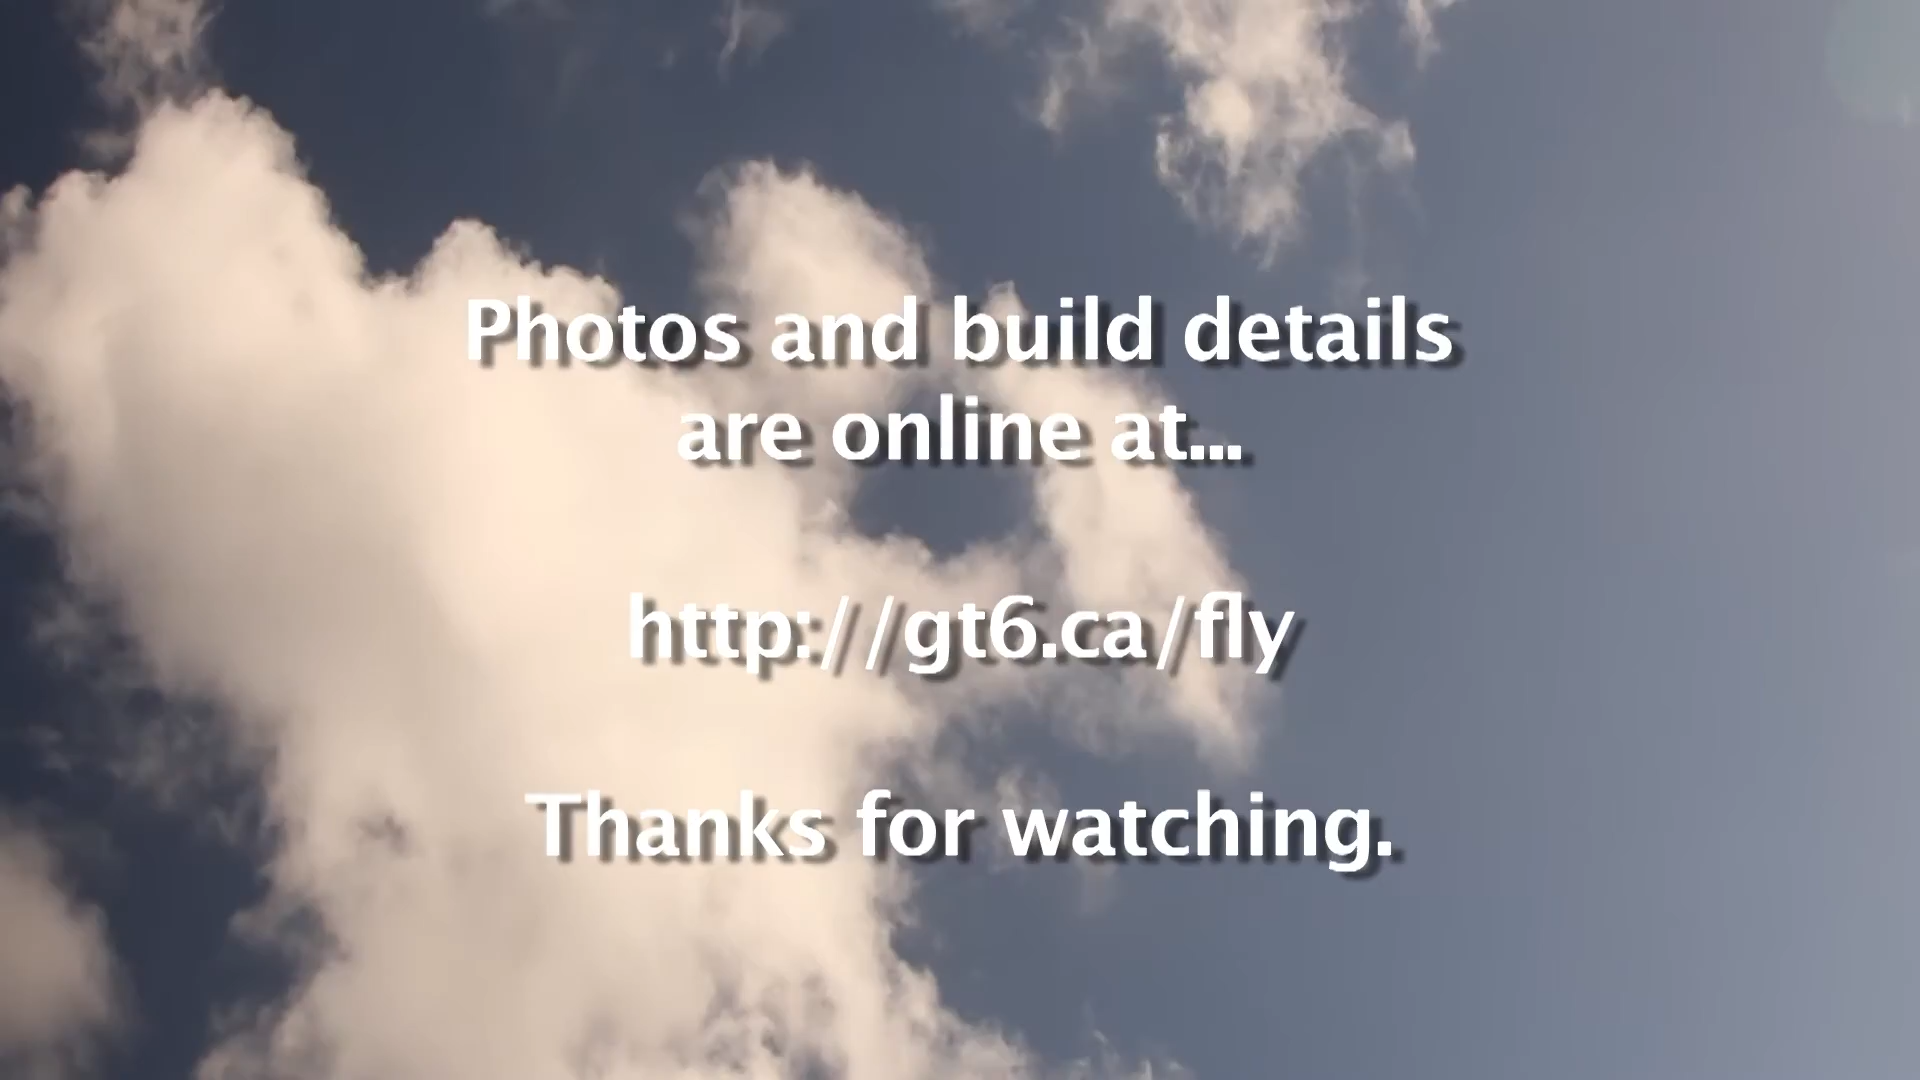 Photos and build details
are online at...
http://gt6.ca/fly
Thanks for watching.